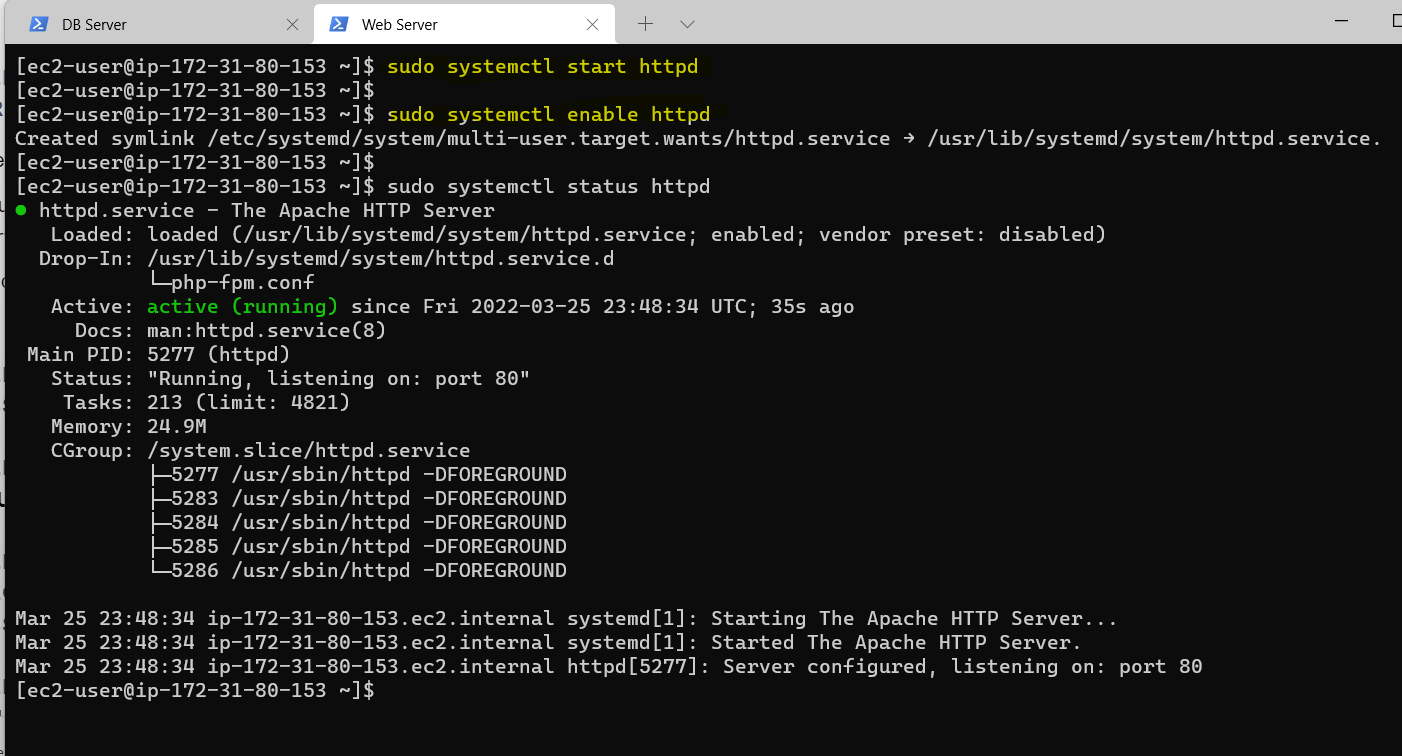 DB Server
Web Server
[ec2-user@ip-172-31-80-153 ~]$ sudo systemctl start httpd
[ec2-user@ip-172-31-80-153 ~]$
[ec2-user@ip-172-31-80-153 ~]$ sudo systemctl enable httpd
Created symlink /etc/systemd/system/multi-user.target.wants/httpd.service → /usr/lib/systemd/system/httpd.service.
[ec2-user@ip-172-31-80-153 ~]$
[ec2-user@ip-172-31-80-153 ~]$ sudo systemctl status httpd
● httpd.service - The Apache HTTP Server
   Loaded: loaded (/usr/lib/systemd/system/httpd.service; enabled; vendor preset: disabled)
  Drop-In: /usr/lib/systemd/system/httpd.service.d
           └─php-fpm.conf
   Active: active (running) since Fri 2022-03-25 23:48:34 UTC; 35s ago
     Docs: man:httpd.service(8)
 Main PID: 5277 (httpd)
   Status: "Running, listening on: port 80"
    Tasks: 213 (limit: 4821)
   Memory: 24.9M
   CGroup: /system.slice/httpd.service
           ├─5277 /usr/sbin/httpd -DFOREGROUND
           ├─5283 /usr/sbin/httpd -DFOREGROUND
           ├─5284 /usr/sbin/httpd -DFOREGROUND
           ├─5285 /usr/sbin/httpd -DFOREGROUND
           └─5286 /usr/sbin/httpd -DFOREGROUND
Mar 25 23:48:34 ip-172-31-80-153.ec2.internal systemd[1]: Starting The Apache HTTP Server...
Mar 25 23:48:34 ip-172-31-80-153.ec2.internal systemd[1]: Started The Apache HTTP Server.
Mar 25 23:48:34 ip-172-31-80-153.ec2.internal httpd[5277]: Server configured, listening on: port 80
[ec2-user@ip-172-31-80-153 ~]$